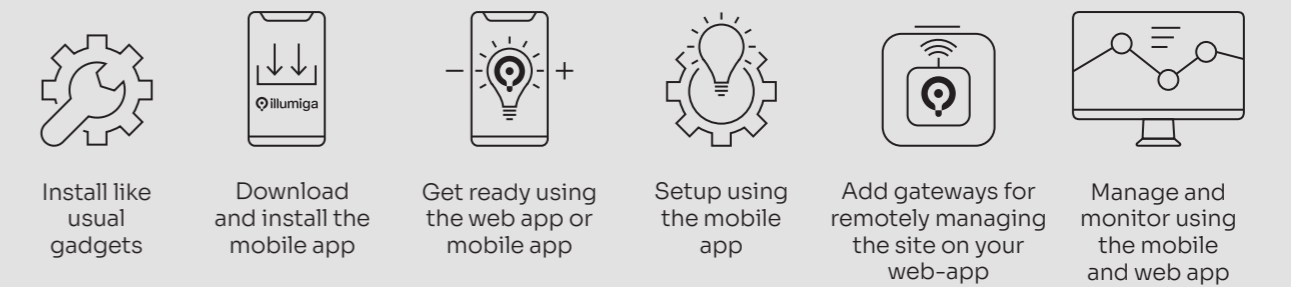 illumiga
Install like
usual
gadgets
Download
and install the
mobile app
Get ready using
the web app or
mobile app
Setup using
the mobile
app
Add gateways for
remotely managing
the site on your
web-app
Manage and
monitor using
the mobile
and web app